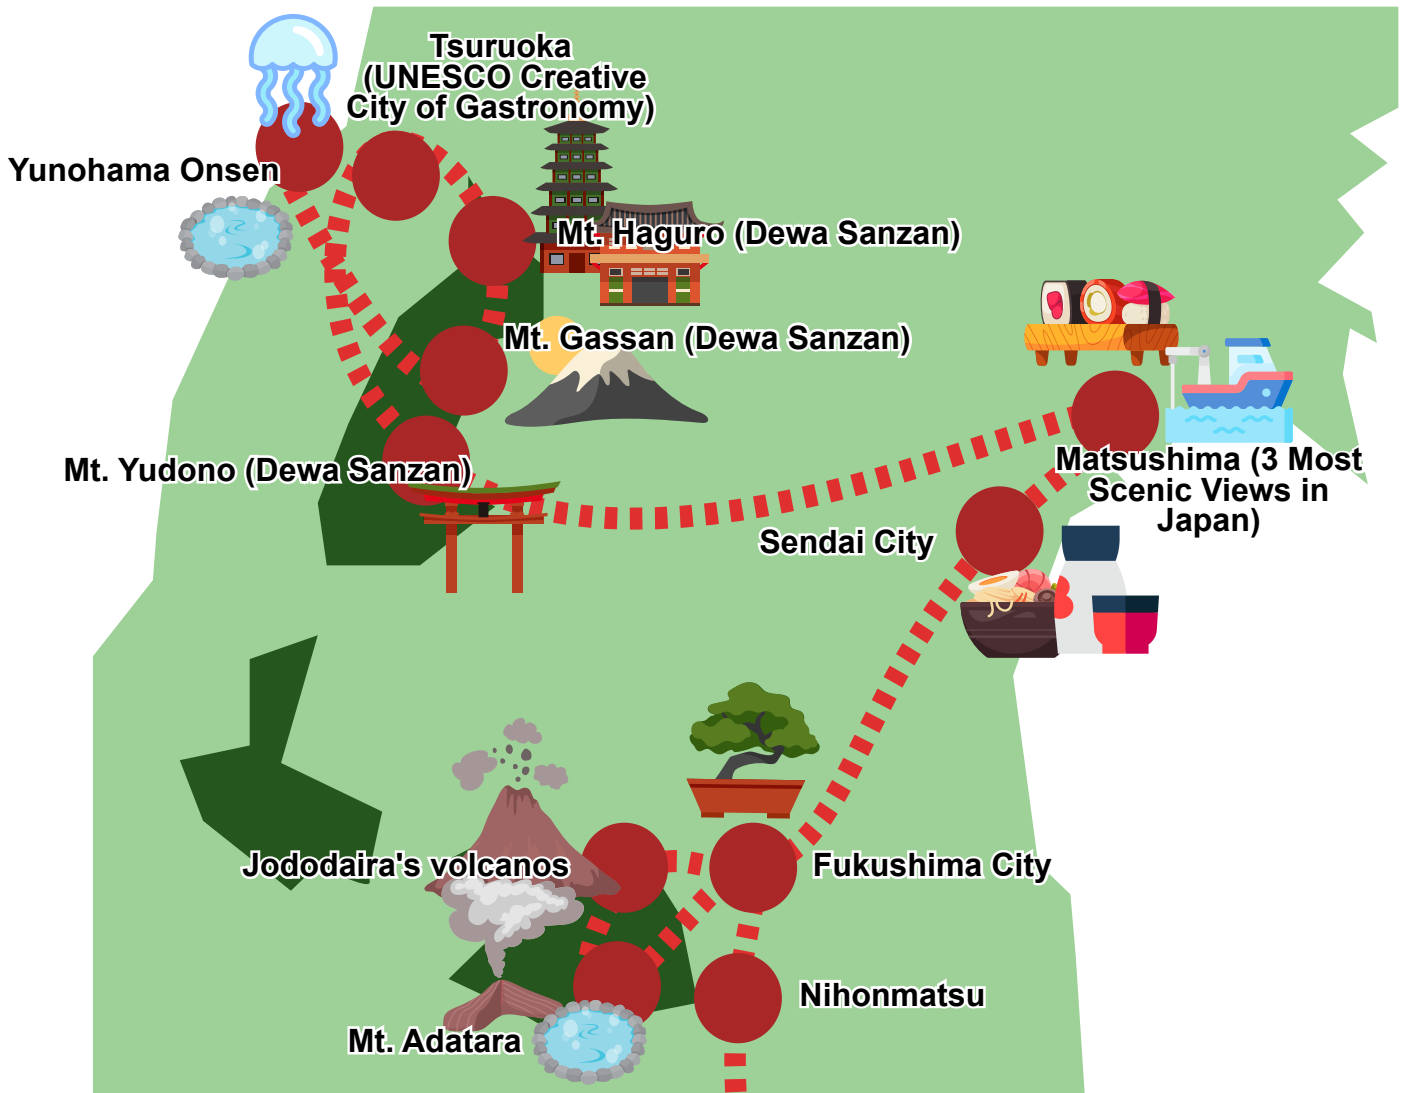 Tsuruoka
(UNESCO Creative
City of Gastronomy)
Yunohama Onsen
Mt. Haguro (Dewa Sanzan)
Mt. Gassan (Dewa Sanzan)
Mt. Yudono (Dewa Sanzan)
Matsushima (3 Most
Scenic Views in
Japan)
Sendai City
Jododaira's volcanos
Fukushima City
Nihonmatsu
Mt. Adatara